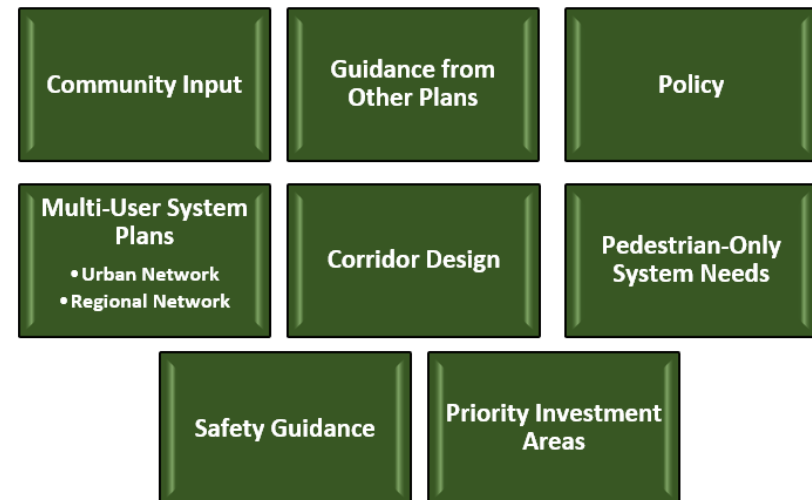 Community Input
Guidance from
Other Plans
Policy
Multi-User System
Plans
• Urban Network
• Regional Network
Corridor Design
Pedestrian-Only
System Needs
Safety Guidance
Priority Investment
Areas